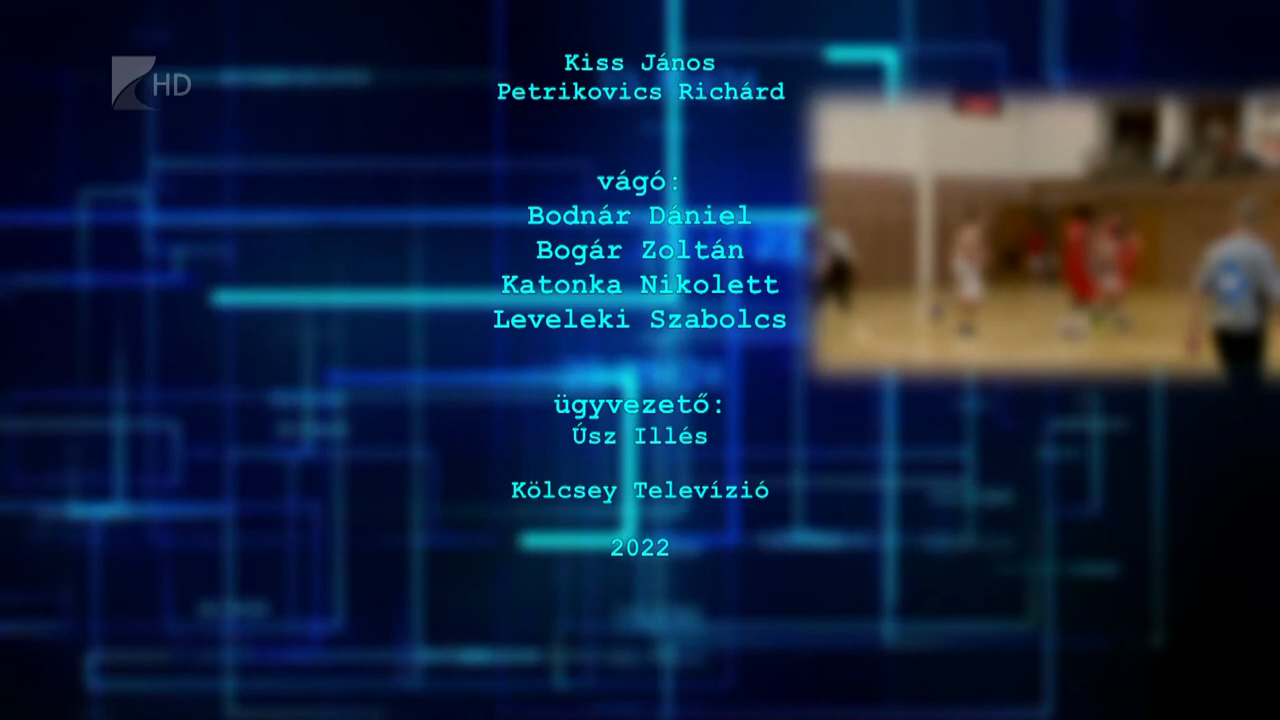 HD
Kiss János
Petrikovics Richárd
vágó:
Bodnár Dániel
Bogár Zoltán
Katonka Nikolett
Leveleki Szabolcs
ügyvezető:
Úsz Illés
Kölcsey Televízió
2022